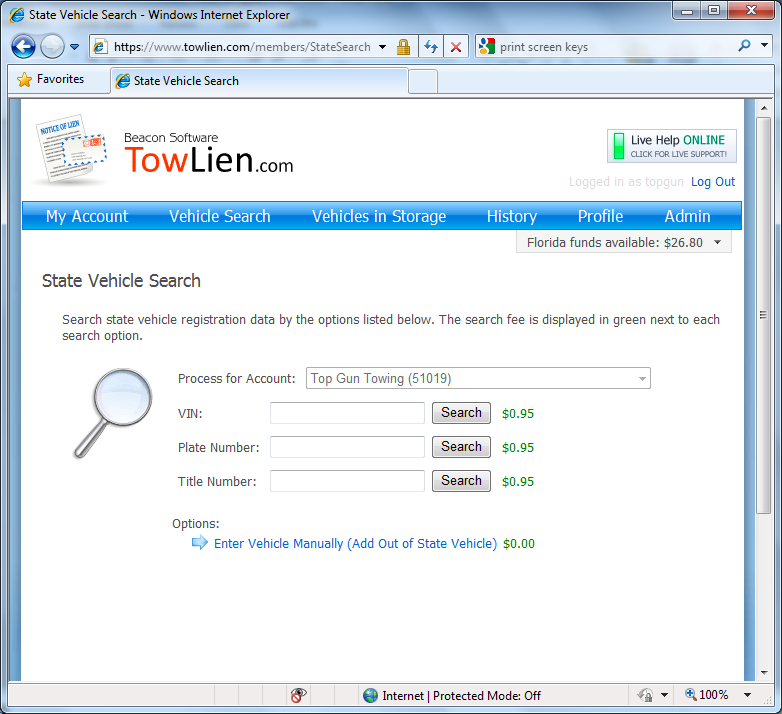 State Vehicle Search - Windows Internet Explorer
https://www.towlien.com/members/StateSearch
print screen keys
Favorites
State Vehicle Search
NOTICE OF LIEN
Beacon Software
TowLien.com
Live Help ONLINE
CLICK FOR LIVE SUPPORT!
Logged in as topgun Log Out
My Account Vehicle Search Vehicles in Storage History Profile Admin
Florida funds available: $26.80
State Vehicle Search
Search state vehicle registration data by the options listed below. The search fee is displayed in green next to each
search option.
Process for Account: Top Gun Towing (51019)
VIN: Search $0.95
Plate Number: Search $0.95
Title Number: Search $0.95
Options:
Enter Vehicle Manually (Add Out of State Vehicle) $0.00
Internet | Protected Mode: Off
100%